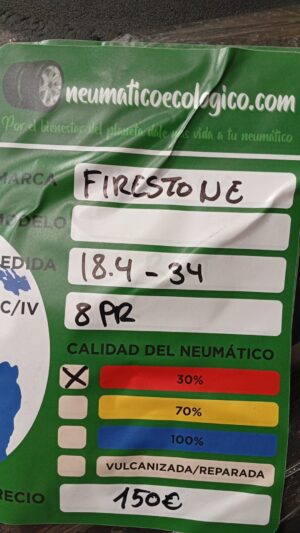 neumaticoecologico.com
Por el bienestar del planeta dale más vida a tu neumático
MARCA FIRESTONE
MODELO
MEDIDA 18.4 - 34
C/IV 8 PR
CALIDAD DEL NEUMÁTICO
X 30%
70%
100%
VULCANIZADA/REPARADA
PRECIO 150€